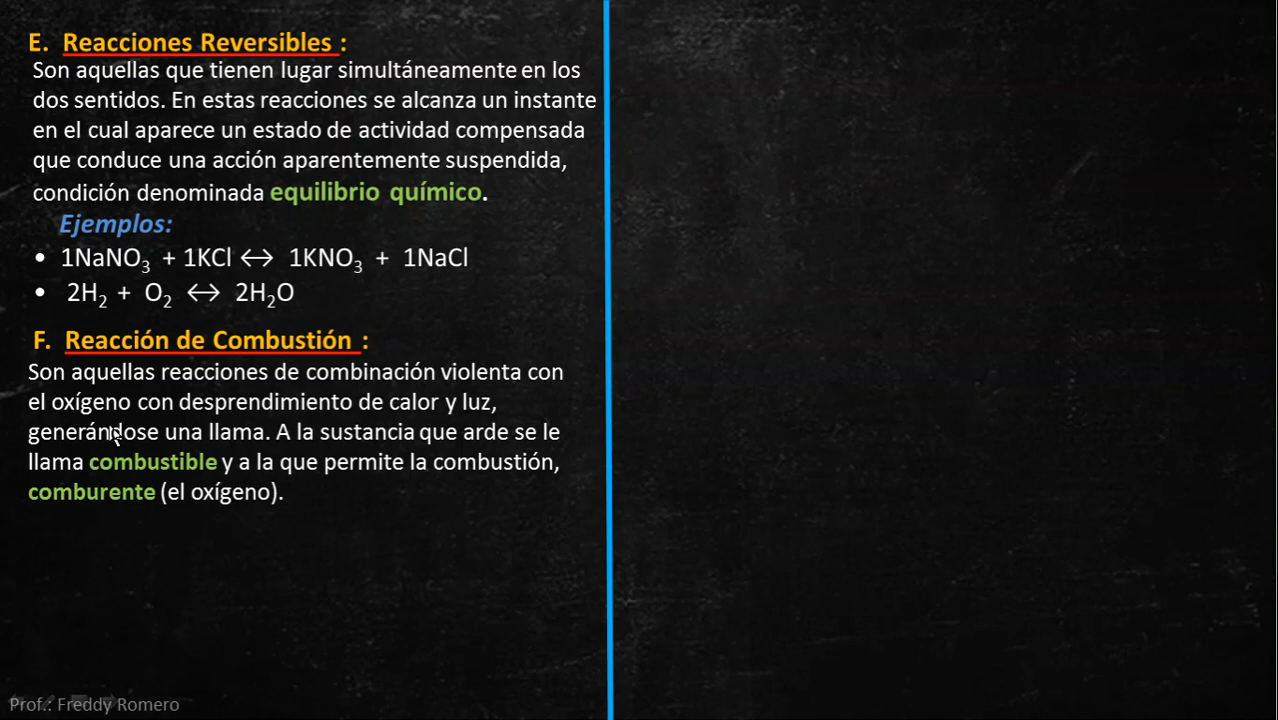 E. Reacciones Reversibles :
Son aquellas que tienen lugar simultáneamente en los
dos sentidos. En estas reacciones se alcanza un instante
en el cual aparece un estado de actividad compensada
que conduce una acción aparentemente suspendida,
condición denominada equilibrio químico.
Ejemplos:
• 1NaNO₃ + 1KCl ↔ 1KNO₃ + 1NaCl
• 2H₂ + O₂ ↔ 2H₂O
F. Reacción de Combustión :
Son aquellas reacciones de combinación violenta con
el oxígeno con desprendimiento de calor y luz,
generándose una llama. A la sustancia que arde se le
llama combustible y a la que permite la combustión,
comburente (el oxígeno).
Prof.: Freddy Romero